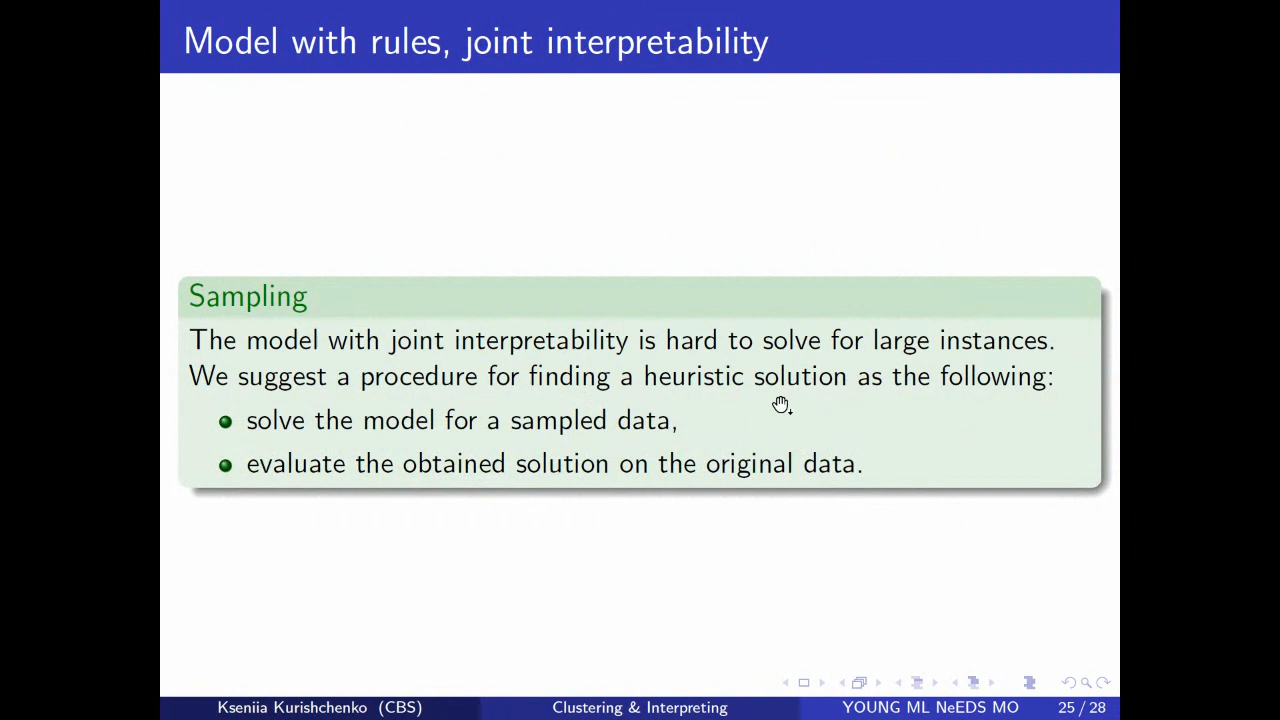 Model with rules, joint interpretability
Sampling
The model with joint interpretability is hard to solve for large instances.
We suggest a procedure for finding a heuristic solution as the following:
solve the model for a sampled data,
evaluate the obtained solution on the original data.
Kseniia Kurishchenko (CBS) Clustering & Interpreting YOUNG ML NeEDS MO 25 / 28